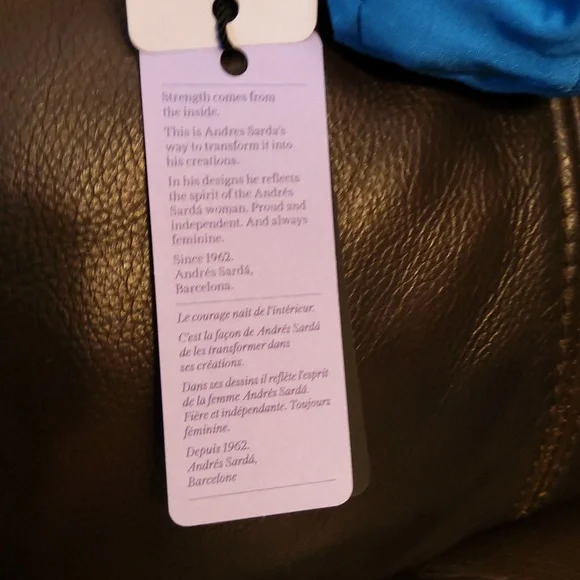 Strength comes from
the inside.
This is Andres Sarda's
way to transform it into
his creations.
In his designs he reflects
the spirit of the Andrés
Sardá woman. Proud and
independent. And always
feminine.
Since 1962.
Andrés Sardá,
Barcelona.
Le courage naît de l'intérieur.
C'est la façon de Andrés Sardá
de les transformer dans
ses créations.
Dans ses dessins il reflète l'esprit
de la femme Andrés Sardá.
Fière et indépendante. Toujours
féminine.
Depuis 1962.
Andrés Sardá,
Barcelone